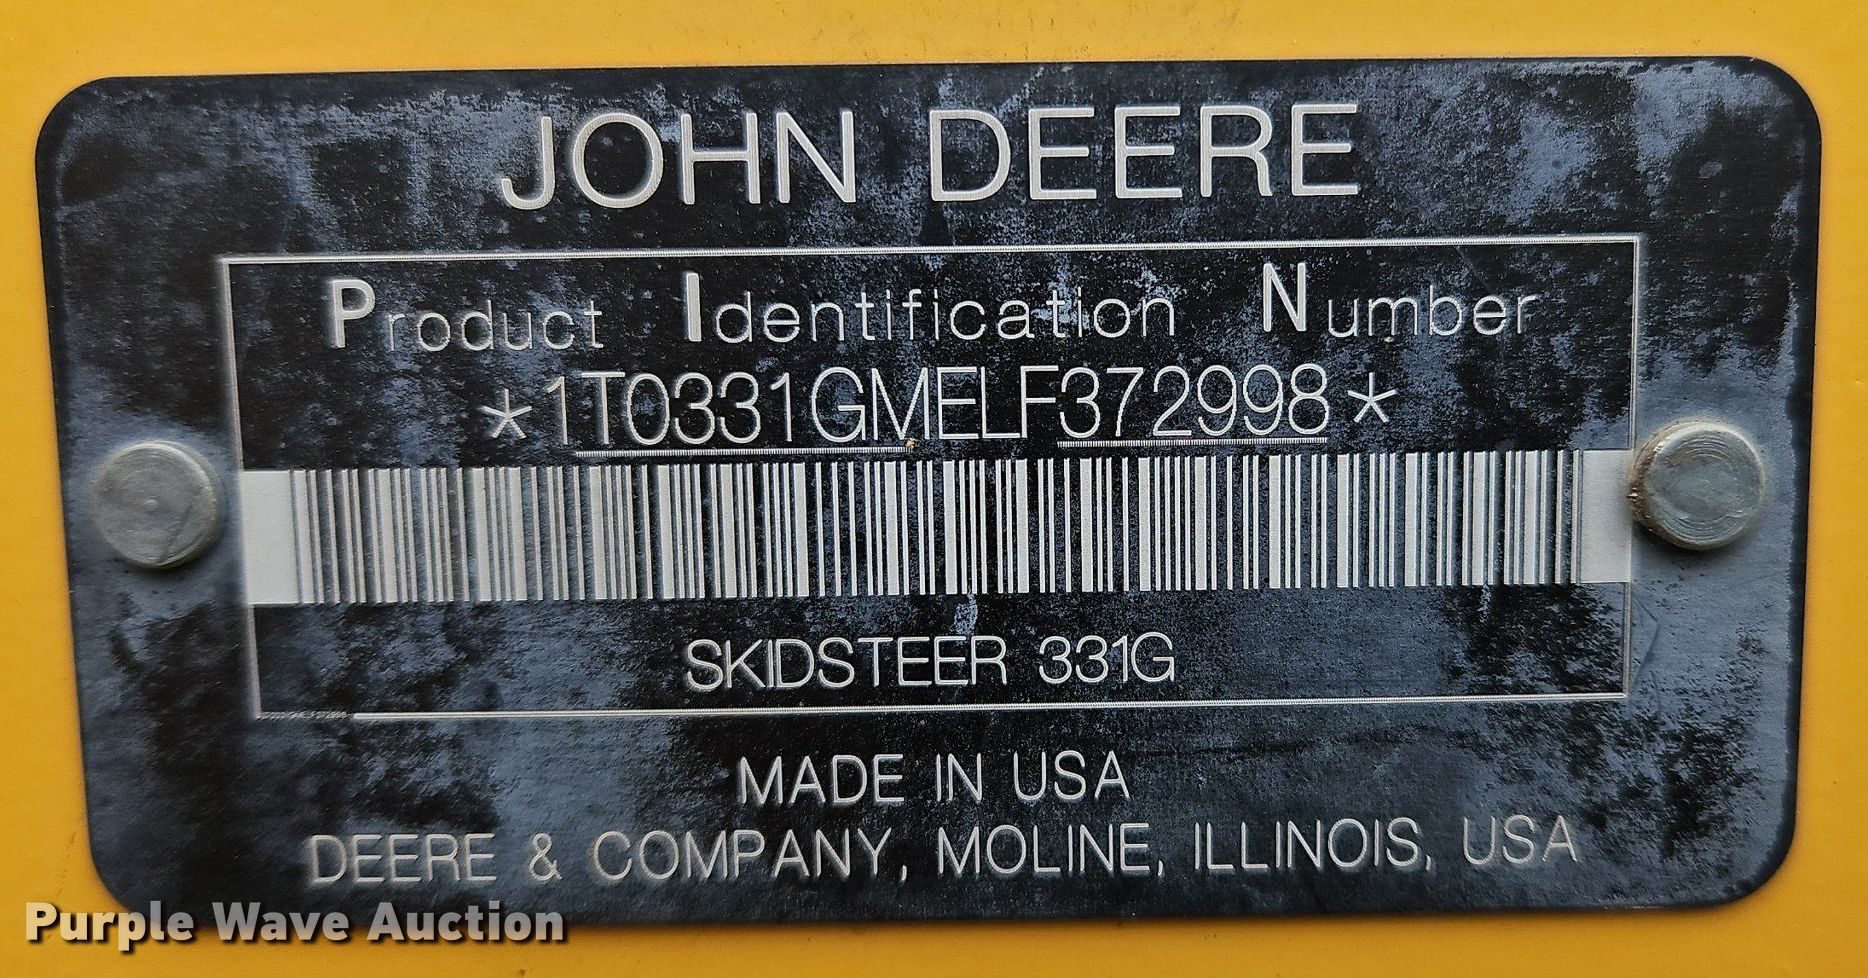 JOHN DEERE
Product Identification Number
*1T0331GMELF372998*
SKIDSTEER 331G
MADE IN USA
DEERE & COMPANY, MOLINE, ILLINOIS, USA
Purple Wave Auction